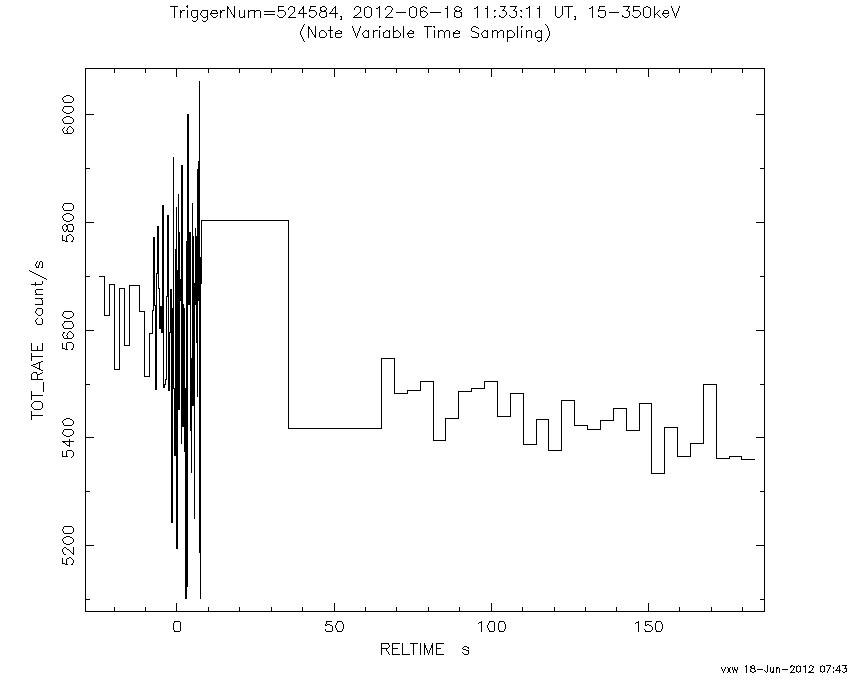 TriggerNum=524584, 2012-06-18 11:33:11 UT, 15-350keV
(Note Variable Time Sampling)
TOT_RATE count/s
6000
5800
5600
5400
5200
0 50 100 150
RELTIME s
vxw 18-Jun-2012 07:43